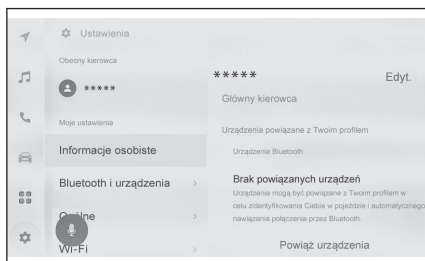 Ustawienia
Obecny kierowca
*****
Moje ustawienia
Informacje osobiste
Bluetooth i urządzenia
Ogólne
Wi-Fi
*****
Edyt.
Główny kierowca
Urządzenia powiązane z Twoim profilem
Urządzenia Bluetooth
Brak powiązanych urządzeń
Urządzenia mogą być powiązane z Twoim profilem w
celu zidentyfikowania Ciebie w pojeździe i automatycznego
nawiązania połączenia przez Bluetooth.
Powiąż urządzenia